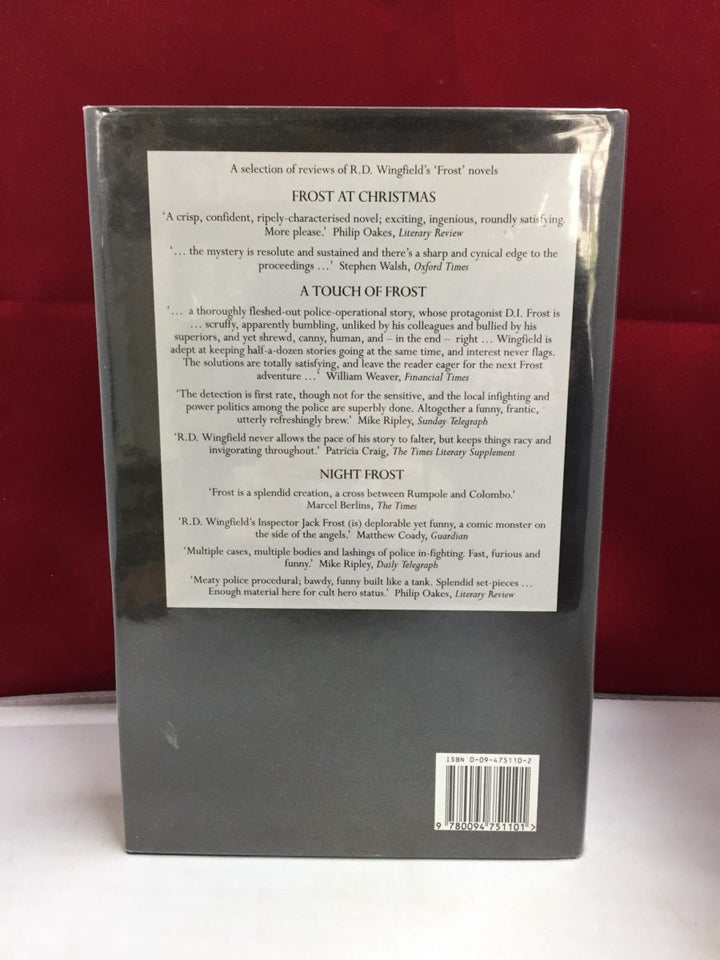 A selection of reviews of R.D. Wingfield's 'Frost' novels
FROST AT CHRISTMAS
'A crisp, confident, ripely-characterised novel; exciting, ingenious, roundly satisfying.
More please.' Philip Oakes, Literary Review
'... the mystery is resolute and sustained and there's a sharp and cynical edge to the
proceedings ...' Stephen Walsh, Oxford Times
A TOUCH OF FROST
'... a thoroughly fleshed-out police-operational story, whose protagonist D.I. Frost is
... scruffy, apparently bumbling, unliked by his colleagues and bullied by his
superiors, and yet shrewd, canny, human, and – in the end – right ... Wingfield is
adept at keeping half-a-dozen stories going at the same time, and interest never flags.
The solutions are totally satisfying, and leave the reader eager for the next Frost
adventure ...' William Weaver, Financial Times
'The detection is first rate, though not for the sensitive, and the local infighting and
power politics among the police are superbly done. Altogether a funny, frantic,
utterly refreshingly brew.' Mike Ripley, Sunday Telegraph
'R.D. Wingfield never allows the pace of his story to falter, but keeps things racy and
invigorating throughout.' Patricia Craig, The Times Literary Supplement
NIGHT FROST
'Frost is a splendid creation, a cross between Rumpole and Colombo.'
Marcel Berlins, The Times
'R.D. Wingfield's Inspector Jack Frost (is) deplorable yet funny, a comic monster on
the side of the angels.' Matthew Coady, Guardian
'Multiple cases, multiple bodies and lashings of police in-fighting. Fast, furious and
funny.' Mike Ripley, Daily Telegraph
'Meaty police procedural; bawdy, funny built like a tank. Splendid set-pieces ...
Enough material here for cult hero status.' Philip Oakes, Literary Review
ISBN 0-09-475110-2
9 780094 751101 >